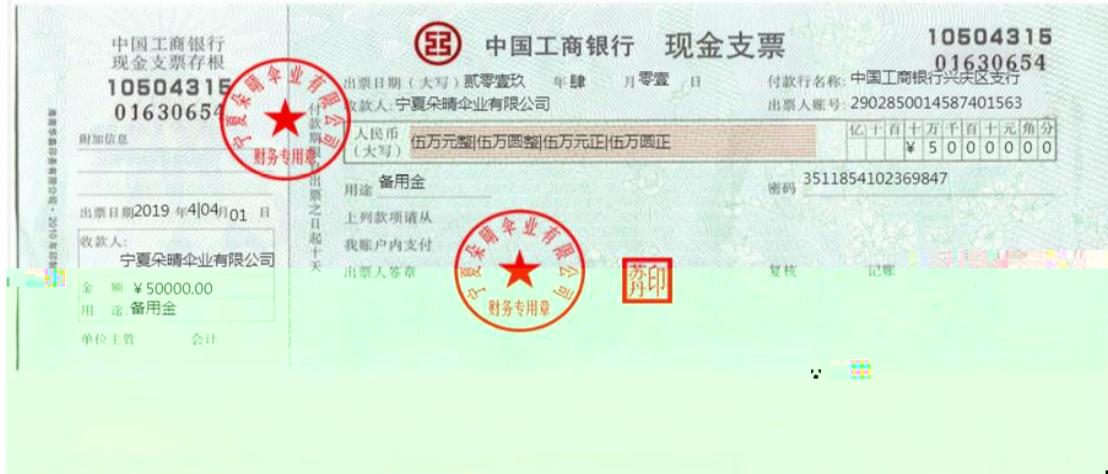 中国工商银行
现金支票存根
10504315
01630654
附加信息
出票日期2019 年4|04月01 日
收款人:
宁夏朵晴伞业有限公司
金 额 ¥50000.00
用 途 备用金
单位主管 会计
付款期限自出票之日起十天
中国工商银行 现金支票
10504315
01630654
出票日期(大写)贰零壹玖 年肆 月零壹 日
付款行名称:中国工商银行兴庆区支行
收款人:宁夏朵晴伞业有限公司
出票人账号:2902850014587401563
人民币
(大写)
伍万元整|伍万圆整|伍万元正|伍万圆正
亿千百十万千百十元角分
¥5000000
用途 备用金
密码 3511854102369847
上列款项请从
我账户内支付
出票人签章
复核 记账
宁夏朵晴伞业有限公司
财务专用章
宁夏朵晴伞业有限公司
财务专用章
苏丹印